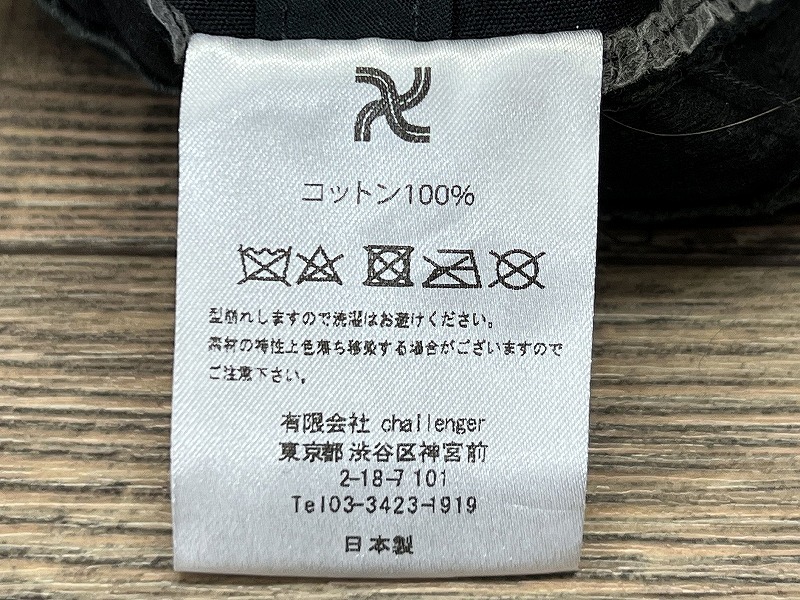 コットン100%
型崩れしますので洗濯はお避けください。
素材の特性上色落ち移染する場合がございますので
ご注意下さい。
有限会社 challenger
東京都 渋谷区神宮前
2-18-7 101
Tel03-3423-1919
日本製